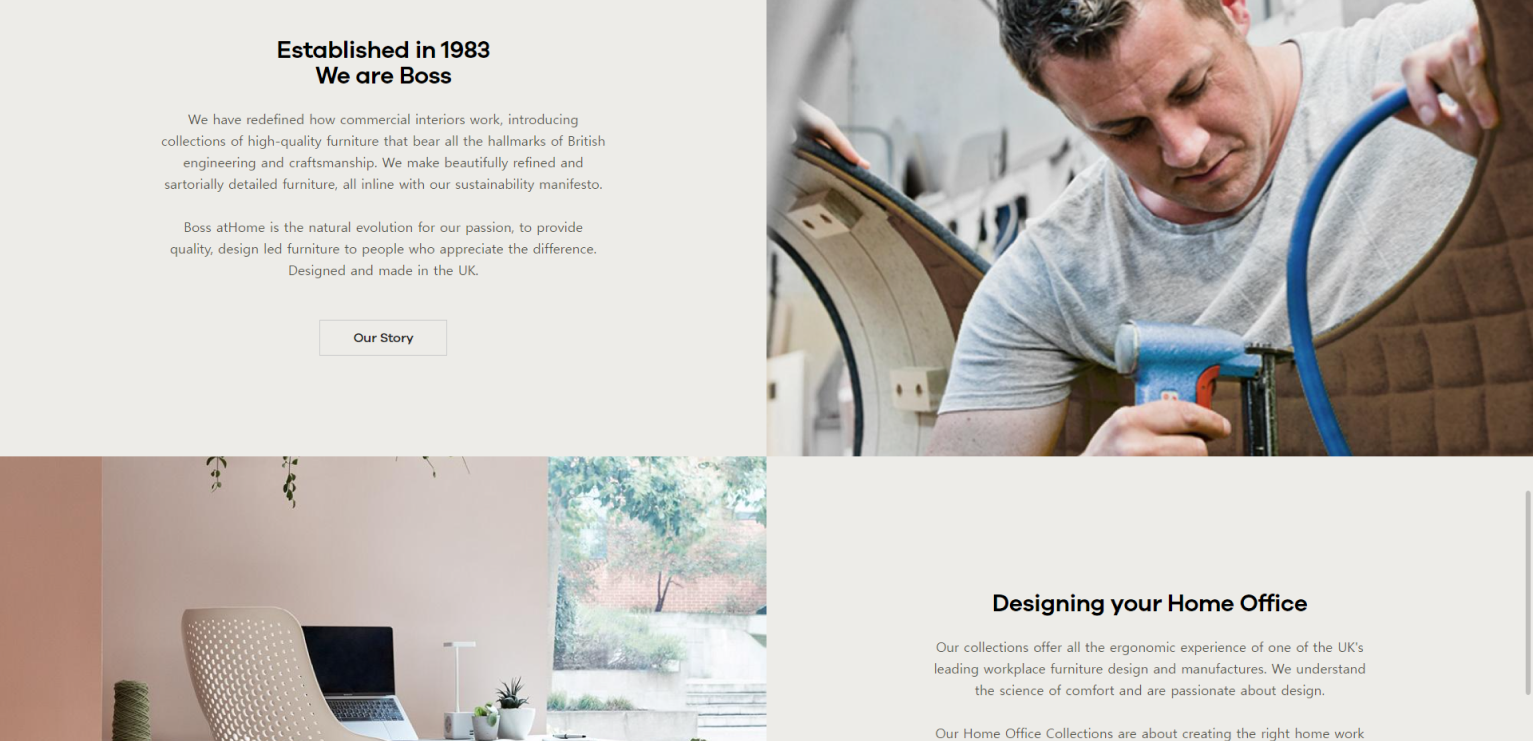 Established in 1983
We are Boss
We have redefined how commercial interiors work, introducing
collections of high-quality furniture that bear all the hallmarks of British
engineering and craftsmanship. We make beautifully refined and
sartorially detailed furniture, all inline with our sustainability manifesto.
Boss atHome is the natural evolution for our passion, to provide
quality, design led furniture to people who appreciate the difference.
Designed and made in the UK.
Our Story
Designing your Home Office
Our collections offer all the ergonomic experience of one of the UK's
leading workplace furniture design and manufactures. We understand
the science of comfort and are passionate about design.
Our Home Office Collections are about creating the right home work